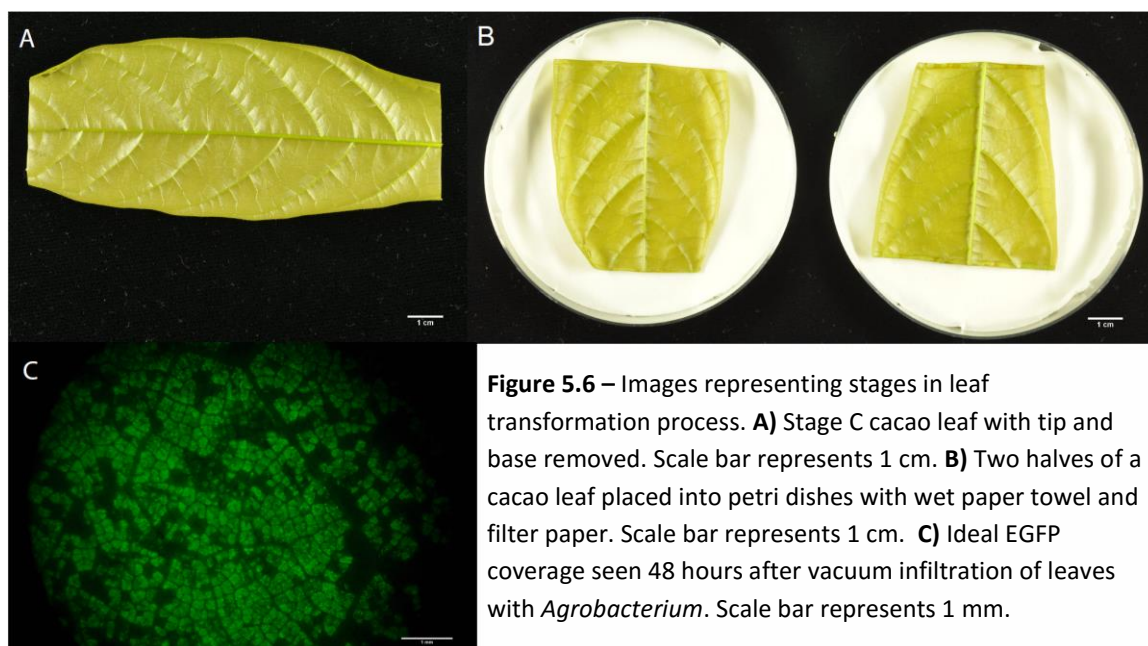 A
B
1 cm
1 cm
C
1 mm
Figure 5.6 – Images representing stages in leaf
transformation process. A) Stage C cacao leaf with tip and
base removed. Scale bar represents 1 cm. B) Two halves of a
cacao leaf placed into petri dishes with wet paper towel and
filter paper. Scale bar represents 1 cm.  C) Ideal EGFP
coverage seen 48 hours after vacuum infiltration of leaves
with Agrobacterium. Scale bar represents 1 mm.